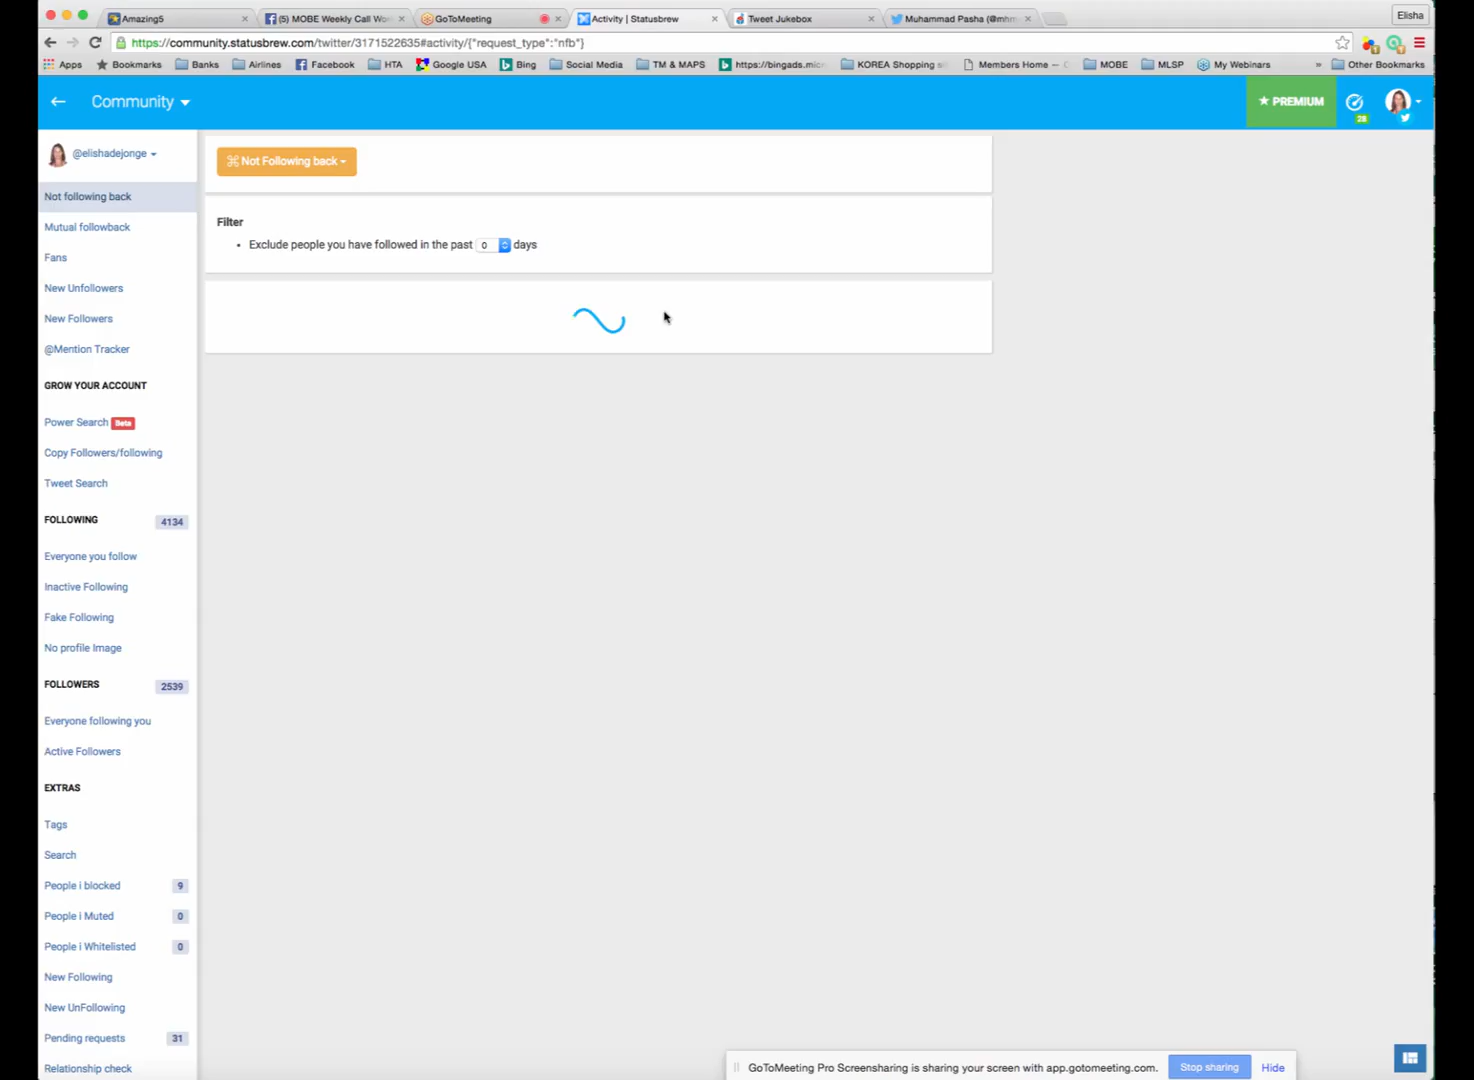 Amazing5
(5) MOBE Weekly Call Wo
GoToMeeting
Activity | Statusbrew
Tweet Jukebox
Muhammad Pasha (@mhm
Elisha
https://community.statusbrew.com/twitter/3171522635#activity/{"request_type":"nfb"}
Apps
Bookmarks
Banks
Airlines
Facebook
HTA
Google USA
Bing
Social Media
TM & MAPS
https://bingads.mic
KOREA Shopping si
Members Home –
MOBE
MLSP
My Webinars
»
Other Bookmarks
Community
PREMIUM
28
@elishadejonge
Not Following back
Not following back
Mutual followback
Fans
New Unfollowers
New Followers
@Mention Tracker
Filter
• Exclude people you have followed in the past 0 days
GROW YOUR ACCOUNT
Power Search Beta
Copy Followers/following
Tweet Search
FOLLOWING 4134
Everyone you follow
Inactive Following
Fake Following
No profile Image
FOLLOWERS 2539
Everyone following you
Active Followers
EXTRAS
Tags
Search
People i blocked 9
People i Muted 0
People i Whitelisted 0
New Following
New UnFollowing
Pending requests 31
Relationship check
GoToMeeting Pro Screensharing is sharing your screen with app.gotomeeting.com.
Stop sharing
Hide